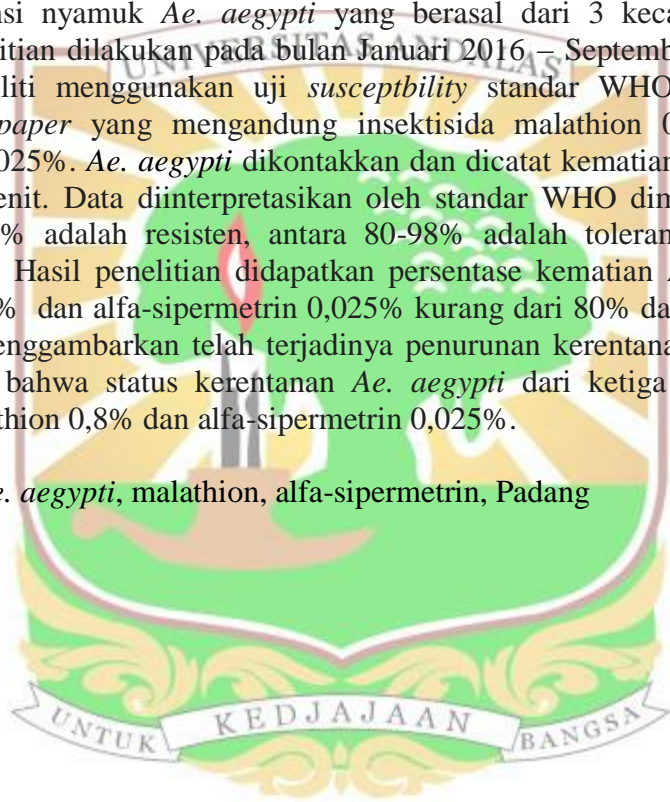 nsi nyamuk Ae. aegypti yang berasal dari 3 keca
itian dilakukan pada bulan Januari 2016 – Septemb
liti menggunakan uji susceptbility standar WHO
paper yang mengandung insektisida malathion 0
025%. Ae. aegypti dikontakkan dan dicatat kematian
enit. Data diinterpretasikan oleh standar WHO dim
% adalah resisten, antara 80-98% adalah toleran
Hasil penelitian didapatkan persentase kematian
% dan alfa-sipermetrin 0,025% kurang dari 80% da
enggambarkan telah terjadinya penurunan kerentana
bahwa status kerentanan Ae. aegypti dari ketiga
thion 0,8% dan alfa-sipermetrin 0,025%.
e. aegypti, malathion, alfa-sipermetrin, Padang
UNIVERSITAS ANDALAS
UNTUK KEDJAJAAN BANGSA